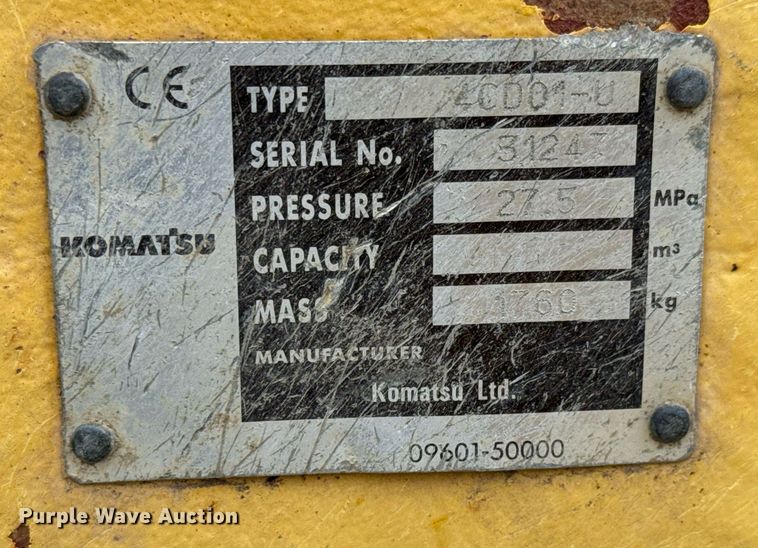 CE
TYPE 4CD01-U
SERIAL No. 31247
PRESSURE 27.5 MPa
KOMATSU
CAPACITY m³
MASS 1760 kg
MANUFACTURER
Komatsu Ltd.
09601-50000
Purple Wave Auction